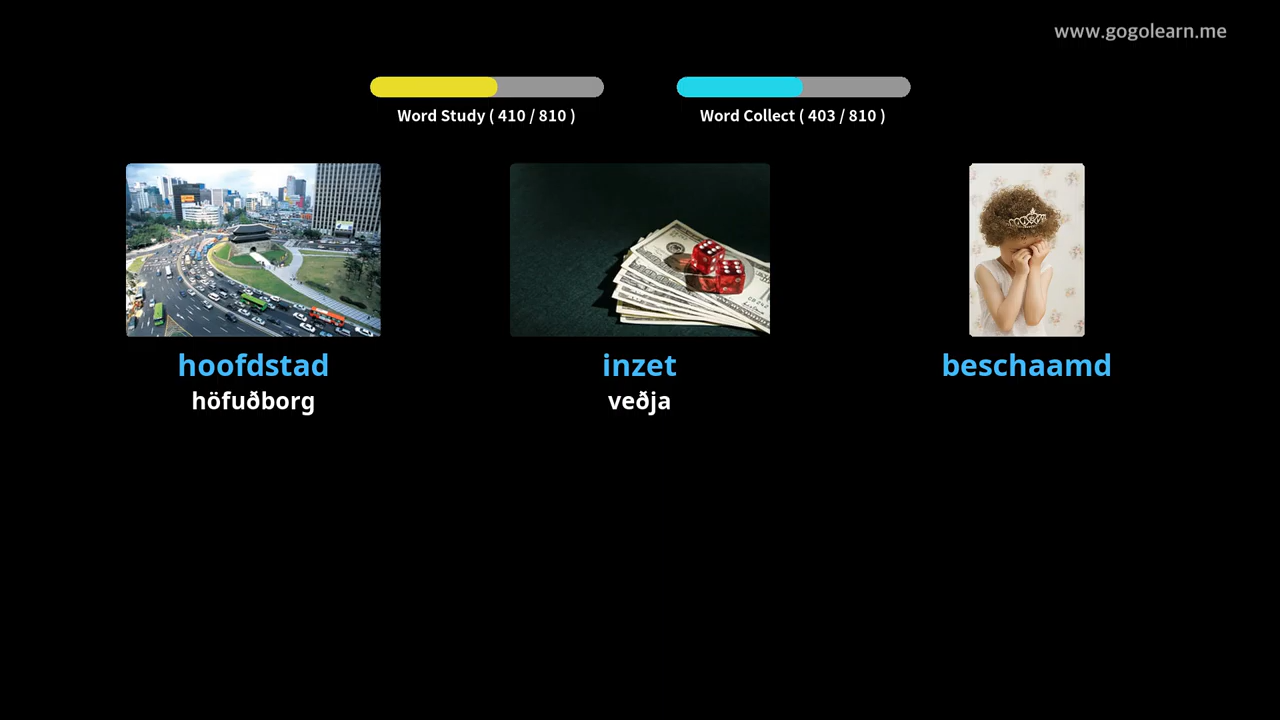 www.gogolearn.me
Word Study ( 410 / 810 )
Word Collect ( 403 / 810 )
hoofdstad
höfuðborg
inzet
veðja
beschaamd